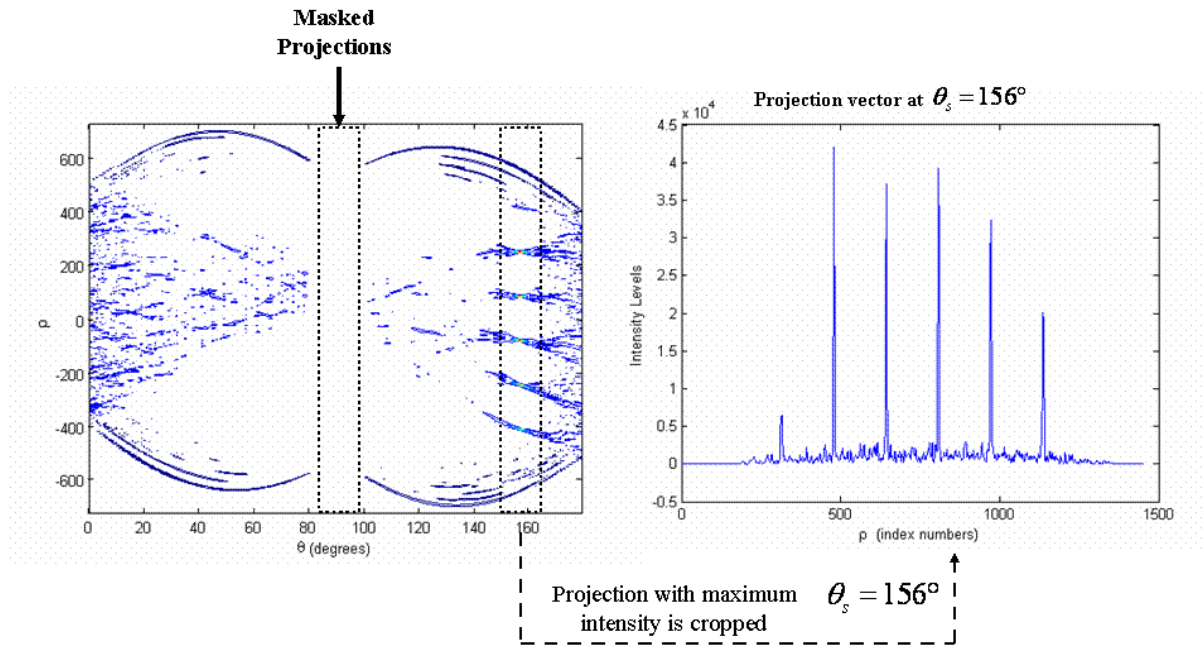 Masked
Projections
600
400
200
0
-200
-400
-600
ρ
0 20 40 60 80 100 120 140 160
θ (degrees)
Projection vector at θs = 156°
x 10^4
4.5
4
3.5
3
2.5
2
1.5
1
0.5
0
-0.5
Intensity Levels
0 500 1000 1500
ρ (index numbers)
Projection with maximum θs = 156°
intensity is cropped